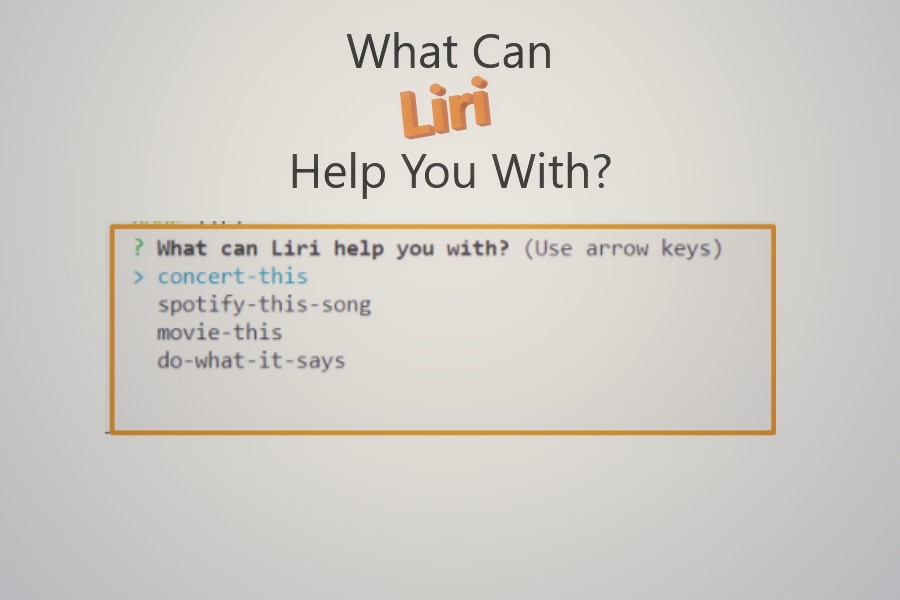 What Can
Liri
Help You With?
? What can Liri help you with? (Use arrow keys)
> concert-this
spotify-this-song
movie-this
do-what-it-says